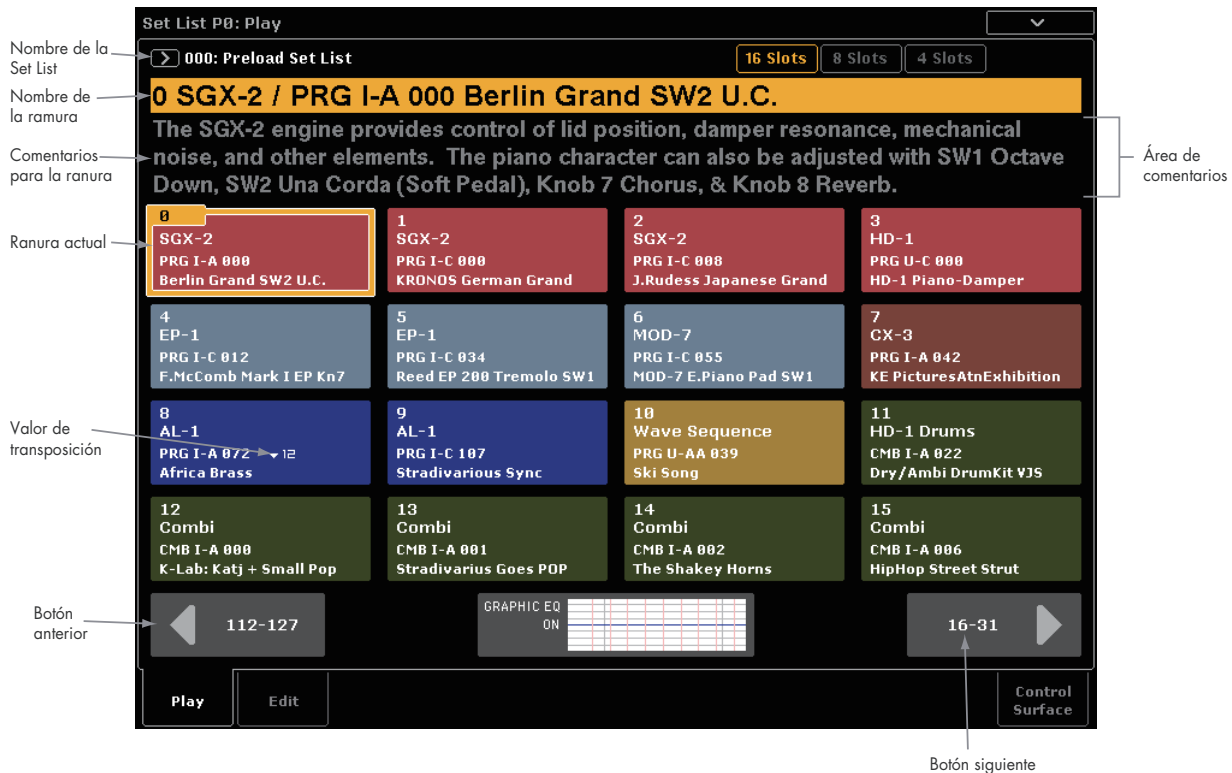 Set List P0: Play
Nombre de la
Set List
000: Preload Set List
16 Slots
8 Slots
4 Slots
Nombre de
la ramura
0 SGX-2 / PRG I-A 000 Berlin Grand SW2 U.C.
Comentarios
para la ranura
The SGX-2 engine provides control of lid position, damper resonance, mechanical
noise, and other elements. The piano character can also be adjusted with SW1 Octave
Down, SW2 Una Corda (Soft Pedal), Knob 7 Chorus, & Knob 8 Reverb.
Área de
comentarios
Ranura actual
0
SGX-2
PRG I-A 000
Berlin Grand SW2 U.C.
1
SGX-2
PRG I-C 000
KRONOS German Grand
2
SGX-2
PRG I-C 008
J.Rudess Japanese Grand
3
HD-1
PRG U-C 000
HD-1 Piano-Damper
4
EP-1
PRG I-C 012
F.McComb Mark I EP Kn7
5
EP-1
PRG I-C 034
Reed EP 200 Tremolo SW1
6
MOD-7
PRG I-C 055
MOD-7 E.Piano Pad SW1
7
CX-3
PRG I-A 042
KE PicturesAtnExhibition
Valor de
transposición
8
AL-1
PRG I-A 072 12
Africa Brass
9
AL-1
PRG I-C 107
Stradivarious Sync
10
Wave Sequence
PRG U-AA 039
Ski Song
11
HD-1 Drums
CMB I-A 022
Dry/Ambi DrumKit VJS
12
Combi
CMB I-A 000
K-Lab: Katj + Small Pop
13
Combi
CMB I-A 001
Stradivarius Goes POP
14
Combi
CMB I-A 002
The Shakey Horns
15
Combi
CMB I-A 006
HipHop Street Strut
Botón
anterior
112-127
GRAPHIC EQ
ON
16-31
Play
Edit
Control
Surface
Botón siguiente